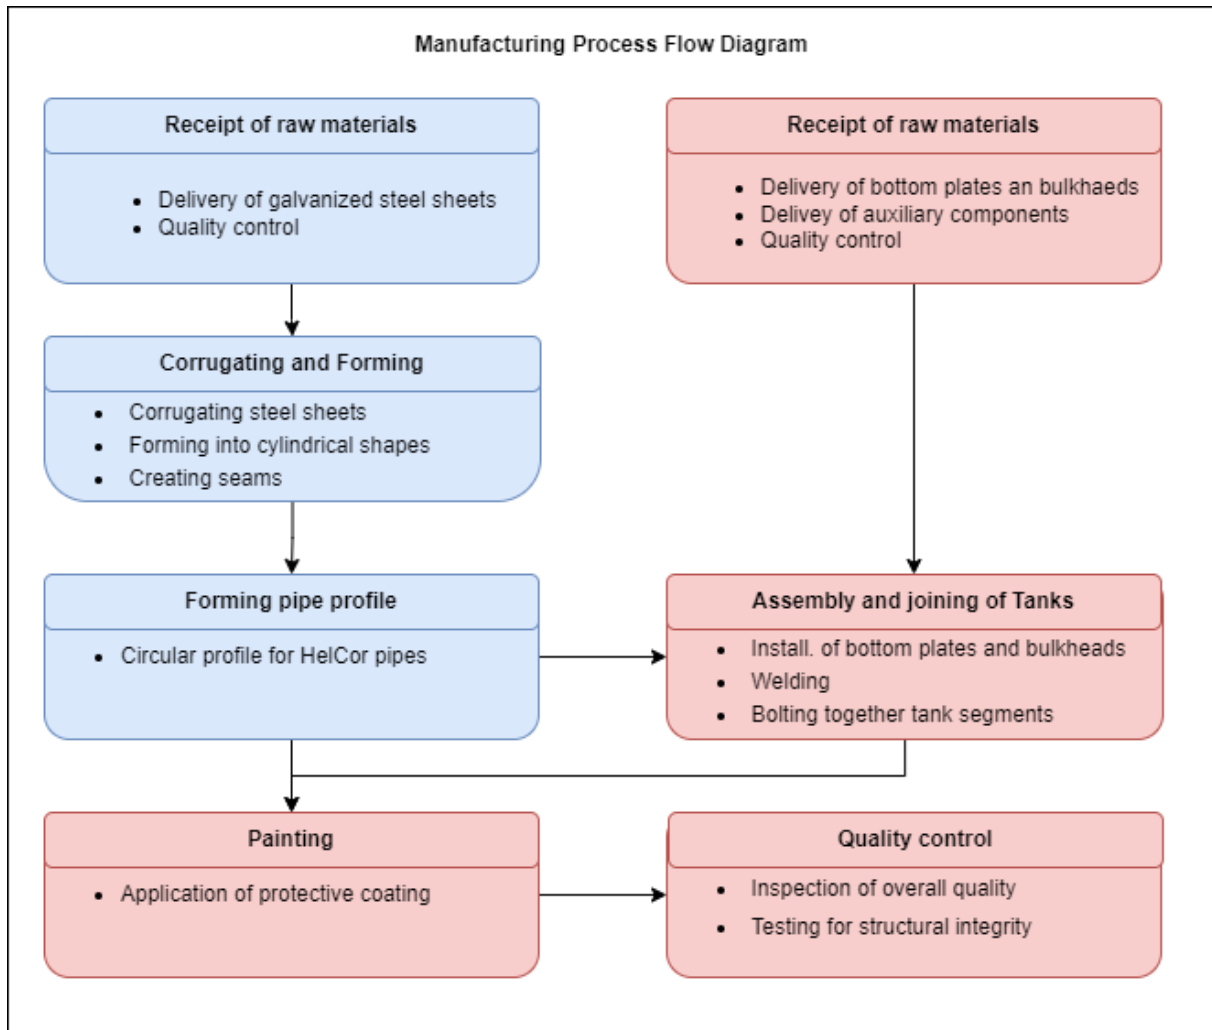 Manufacturing Process Flow Diagram
Receipt of raw materials
• Delivery of galvanized steel sheets
• Quality control
Receipt of raw materials
• Delivery of bottom plates an bulkhaeds
• Delivey of auxiliary components
• Quality control
Corrugating and Forming
• Corrugating steel sheets
• Forming into cylindrical shapes
• Creating seams
Forming pipe profile
• Circular profile for HelCor pipes
Assembly and joining of Tanks
• Install. of bottom plates and bulkheads
• Welding
• Bolting together tank segments
Painting
• Application of protective coating
Quality control
• Inspection of overall quality
• Testing for structural integrity